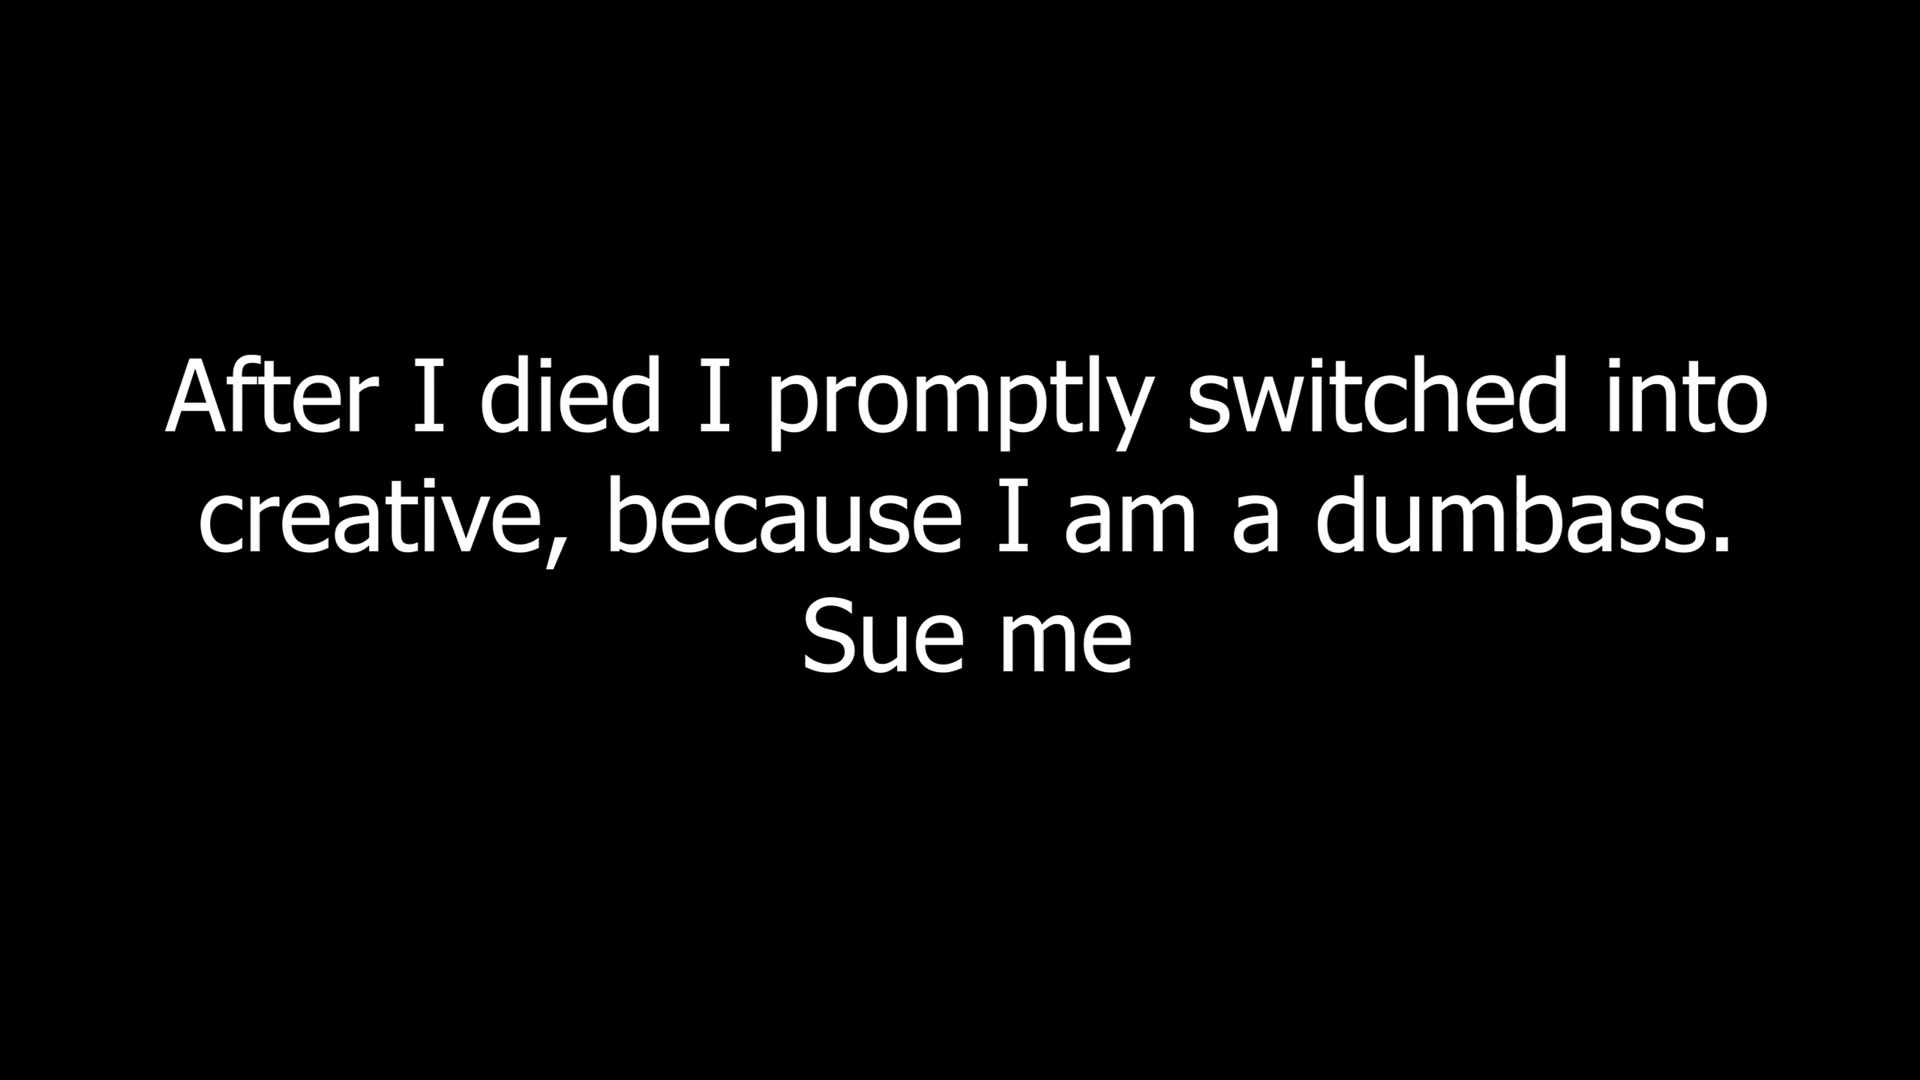 After I died I promptly switched into
creative, because I am a dumbass.
Sue me